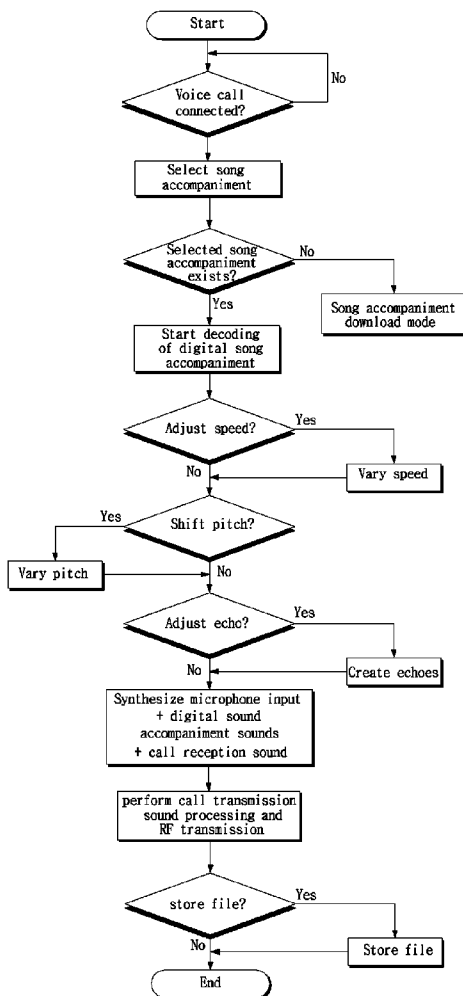 Start
No
Voice call
connected?
Select song
accompaniment
Selected song
accompaniment
exists?
No
Yes
Song accompaniment
download mode
Start decoding
of digital song
accompaniment
Adjust speed?
Yes
No
Vary speed
Yes
Shift pitch?
Vary pitch
No
Adjust echo?
Yes
No
Create echoes
Synthesize microphone input
+ digital sound
accompaniment sounds
+ call reception sound
perform call transmission
sound processing and
RF transmission
store file?
Yes
No
Store file
End